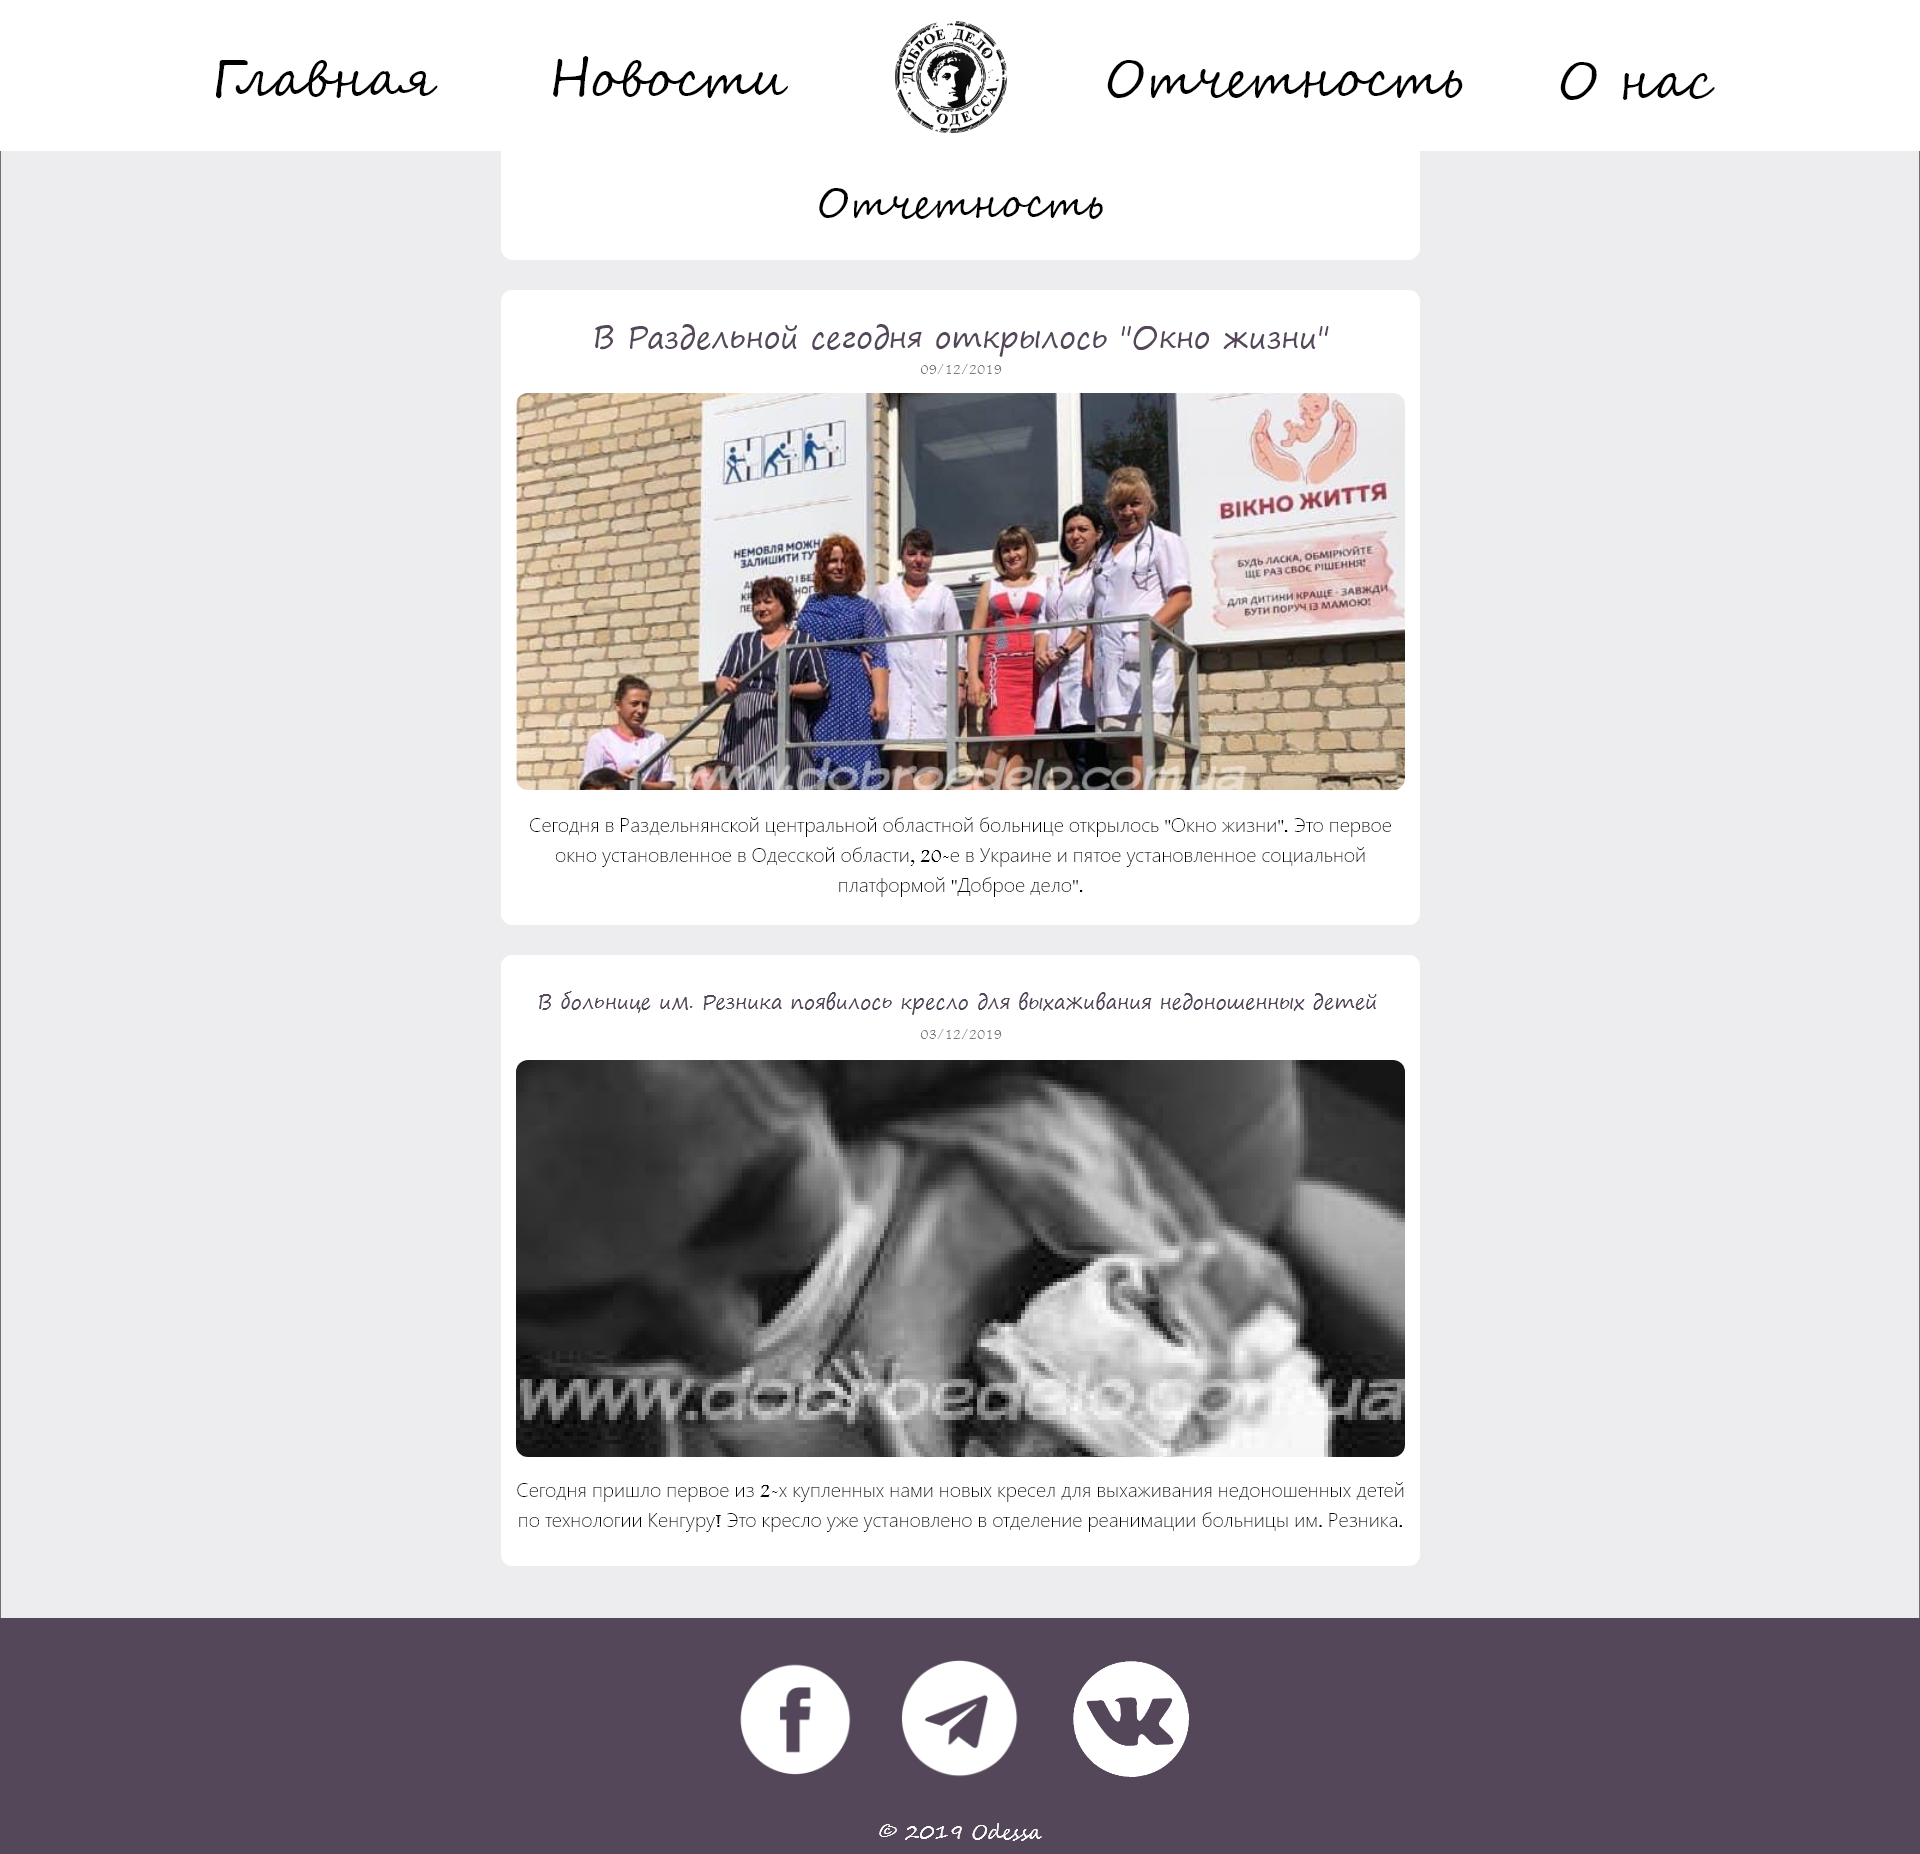 Главная
Новости
ДОБРОЕ ДЕЛО
ОДЕССА
Отчетность
О нас
Отчетность
В Раздельной сегодня открылось "Окно жизни"
09/12/2019
НЕМОВЛЯ МОЖНА
ЗАЛИШИТИ ТУТ
ВІКНО ЖИТТЯ
БУДЬ ЛАСКА, ОБМІРКУЙТЕ
ЩЕ РАЗ СВОЄ РІШЕННЯ!
ДЛЯ ДИТИНИ КРАЩЕ - ЗАВЖДИ
БУТИ ПОРУЧ ІЗ МАМОЮ!
www.dobroedelo.com.ua
Сегодня в Раздельнянской центральной областной больнице открылось "Окно жизни". Это первое
окно установленное в Одесской области, 20-е в Украине и пятое установленное социальной
платформой "Доброе дело".
В больнице им. Резника появилось кресло для выхаживания недоношенных детей
03/12/2019
www.dobroedelo.com.ua
Сегодня пришло первое из 2-х купленных нами новых кресел для выхаживания недоношенных детей
по технологии Кенгуру! Это кресло уже установлено в отделение реанимации больницы им. Резника.
© 2019 Odessa